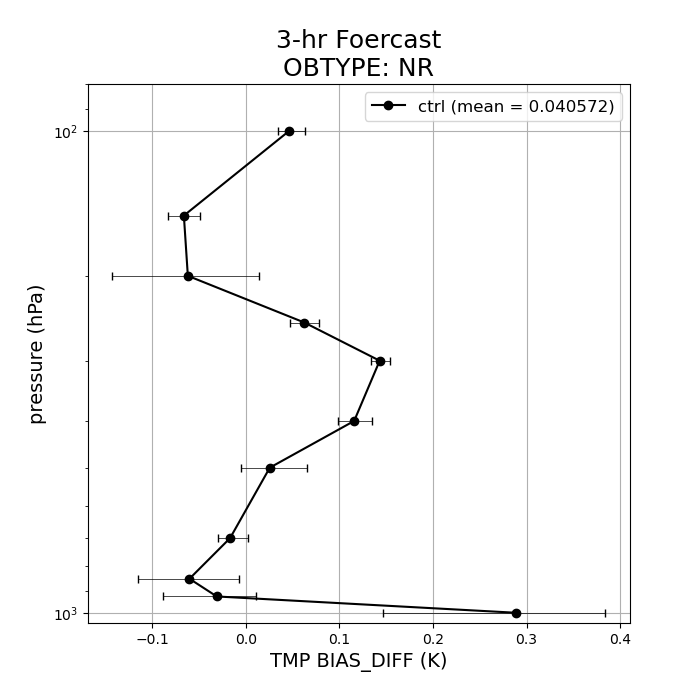 3-hr Foercast
OBTYPE: NR
ctrl (mean = 0.040572)
10²
10³
pressure (hPa)
−0.1 0.0 0.1 0.2 0.3 0.4
TMP BIAS_DIFF (K)